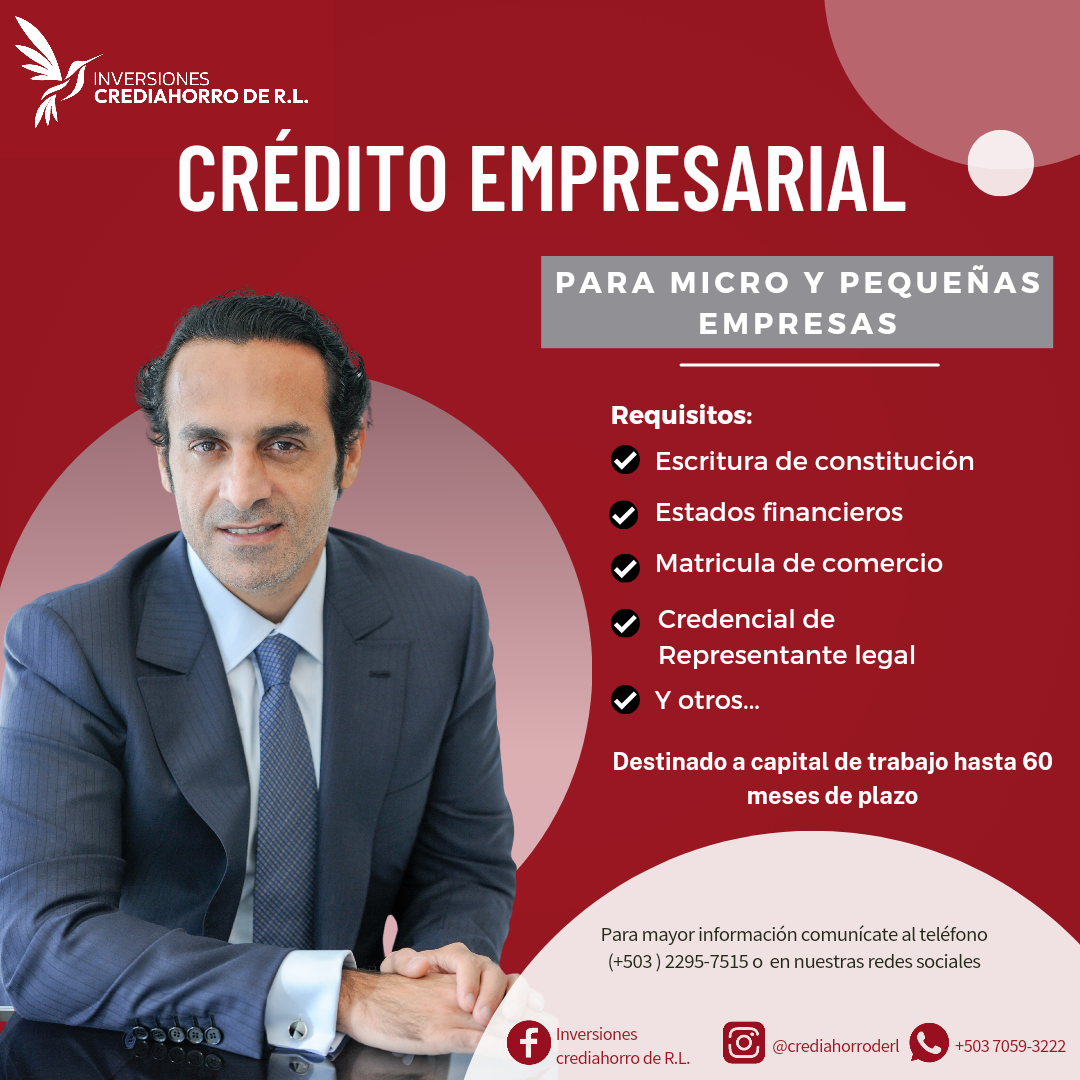 INVERSIONES
CREDIAHORRO DE R.L.
CRÉDITO EMPRESARIAL
PARA MICRO Y PEQUEÑAS
EMPRESAS
Requisitos:
Escritura de constitución
Estados financieros
Matricula de comercio
Credencial de
Representante legal
Y otros...
Destinado a capital de trabajo hasta 60
meses de plazo
Para mayor información comunícate al teléfono
(+503 ) 2295-7515 o en nuestras redes sociales
Inversiones
crediahorro de R.L.
@crediahorroderl
+503 7059-3222